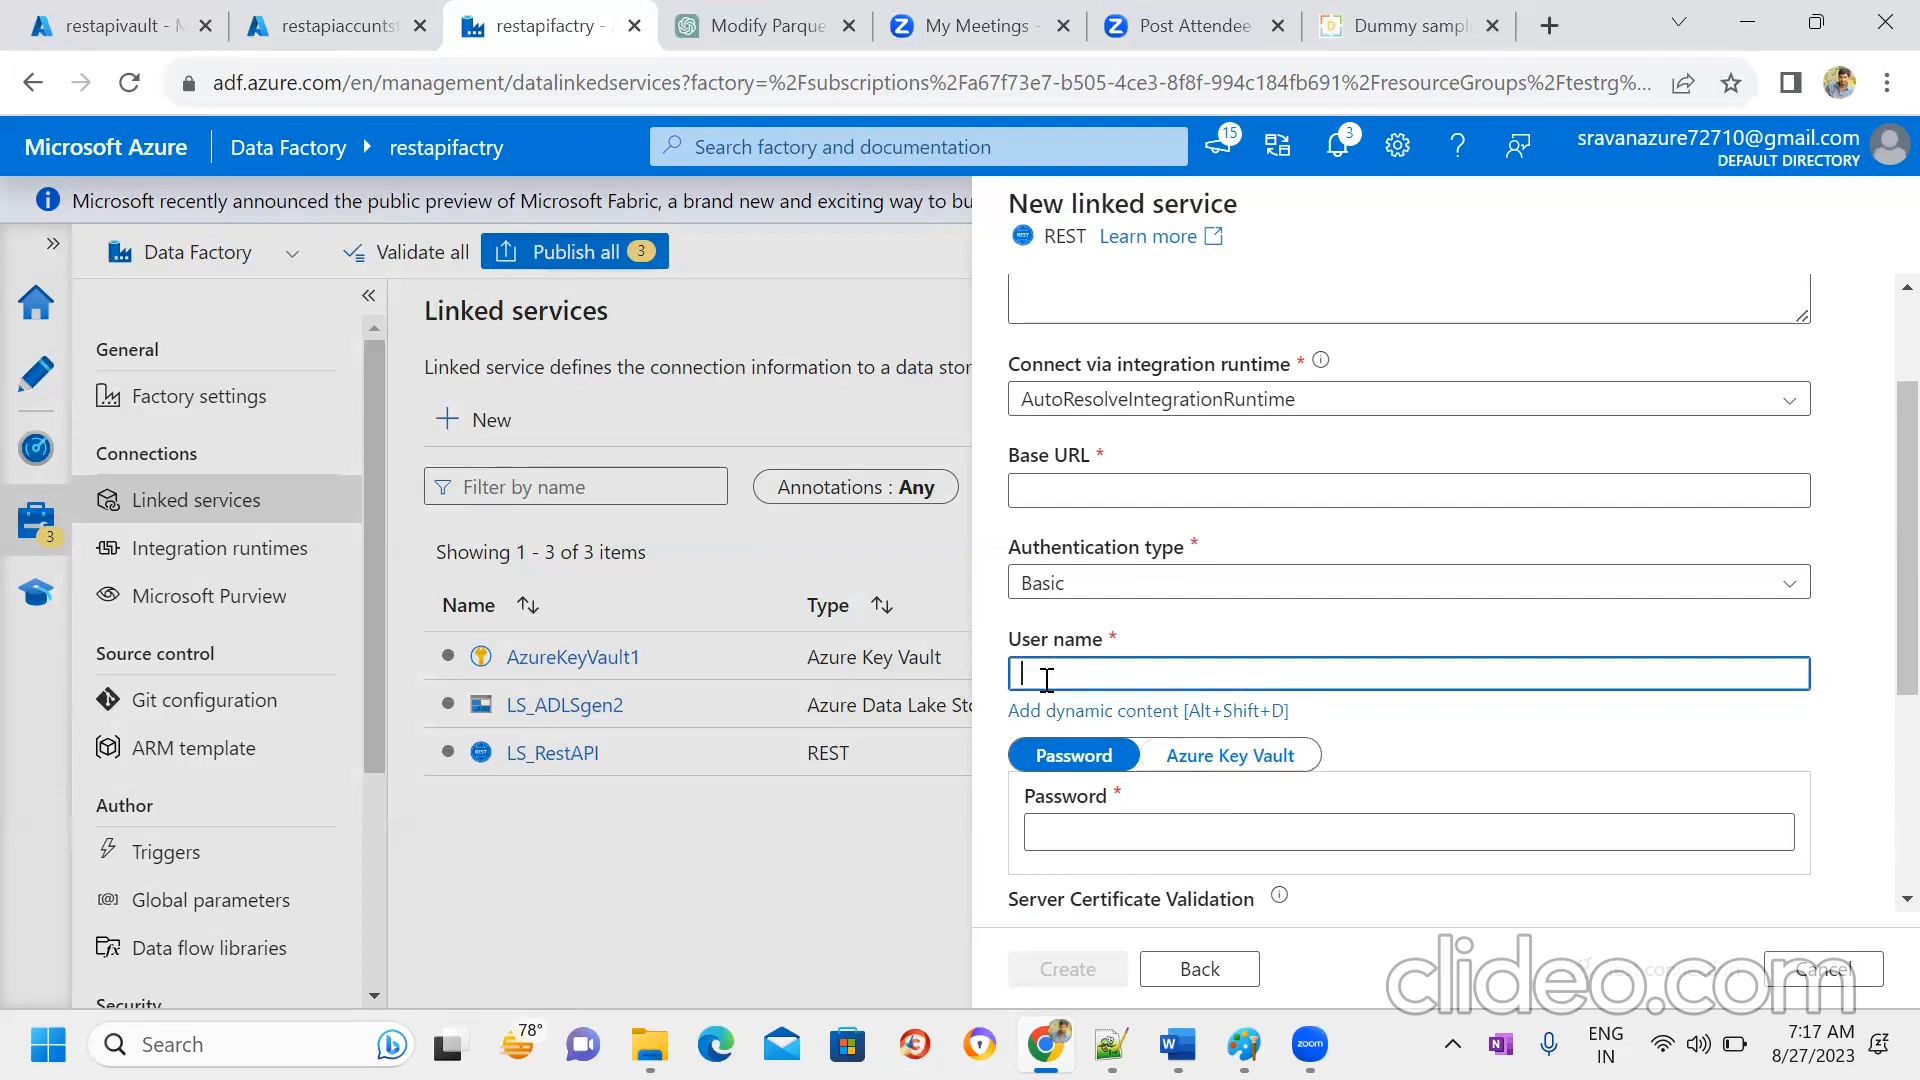 restapivault - M
restapiaccuntst
restapifactry -
Modify Parque
My Meetings -
Post Attendee
Dummy sampl
adf.azure.com/en/management/datalinkedservices?factory=%2Fsubscriptions%2Fa67f73e7-b505-4ce3-8f8f-994c184fb691%2FresourceGroups%2Ftestrg%...
Microsoft Azure
Data Factory
restapifactry
Search factory and documentation
15
3
sravanazure72710@gmail.com
DEFAULT DIRECTORY
Microsoft recently announced the public preview of Microsoft Fabric, a brand new and exciting way to bu
Data Factory
Validate all
Publish all 3
General
Factory settings
Connections
Linked services
Integration runtimes
Microsoft Purview
Source control
Git configuration
ARM template
Author
Triggers
Global parameters
Data flow libraries
Security
3
Linked services
Linked service defines the connection information to a data stor
New
Filter by name
Annotations : Any
Showing 1 - 3 of 3 items
Name Type
AzureKeyVault1 Azure Key Vault
LS_ADLSgen2 Azure Data Lake Sto
LS_RestAPI REST
New linked service
REST Learn more
Connect via integration runtime *
AutoResolveIntegrationRuntime
Base URL *
Authentication type *
Basic
User name *
Add dynamic content [Alt+Shift+D]
Password Azure Key Vault
Password *
Server Certificate Validation
Create
Back
Cancel
clideo.com
Search
78°
zoom
ENG
IN
7:17 AM
8/27/2023